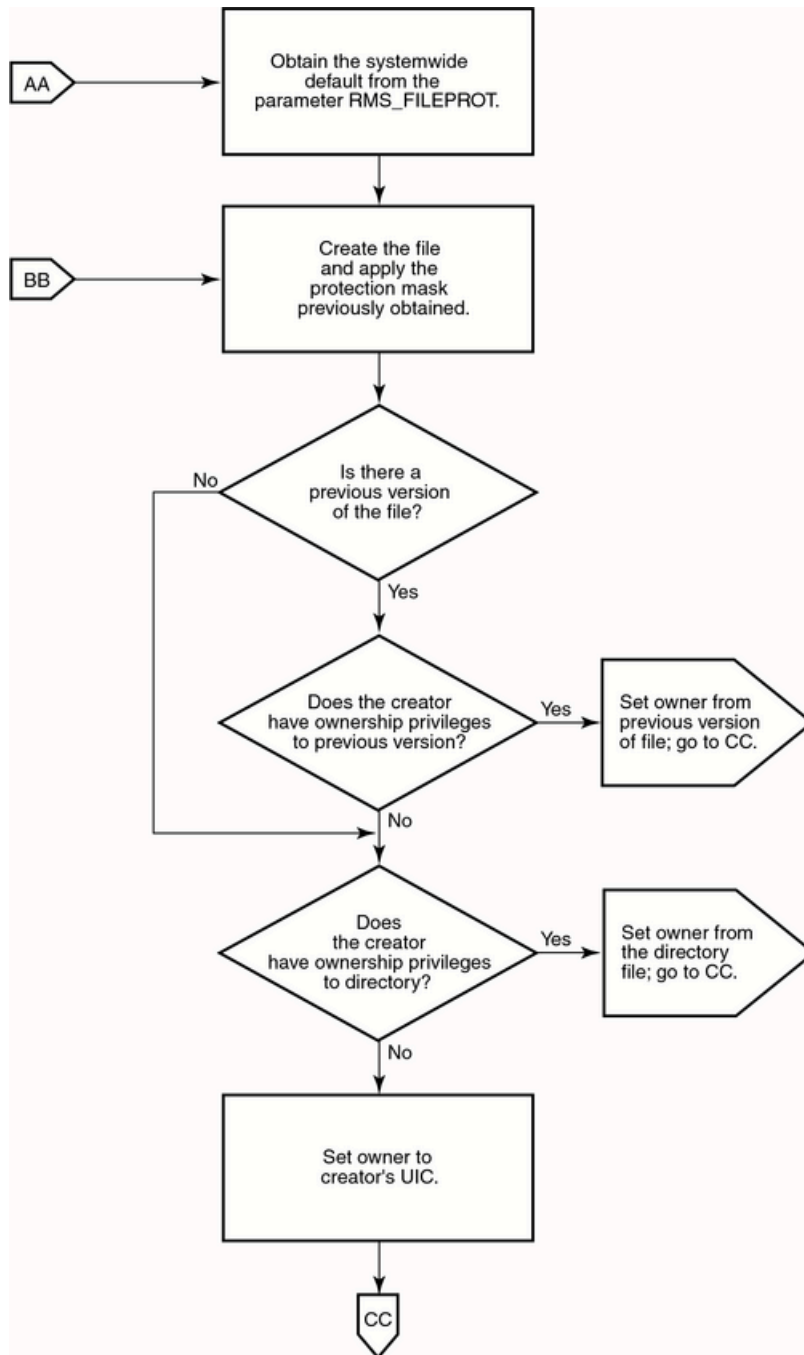 AA
Obtain the systemwide
default from the
parameter RMS_FILEPROT.
BB
Create the file
and apply the
protection mask
previously obtained.
No
Is there a
previous version
of the file?
Yes
Does the creator
have ownership privileges
to previous version?
Yes
Set owner from
previous version
of file; go to CC.
No
Does
the creator
have ownership privileges
to directory?
Yes
Set owner from
the directory
file; go to CC.
No
Set owner to
creator's UIC.
CC